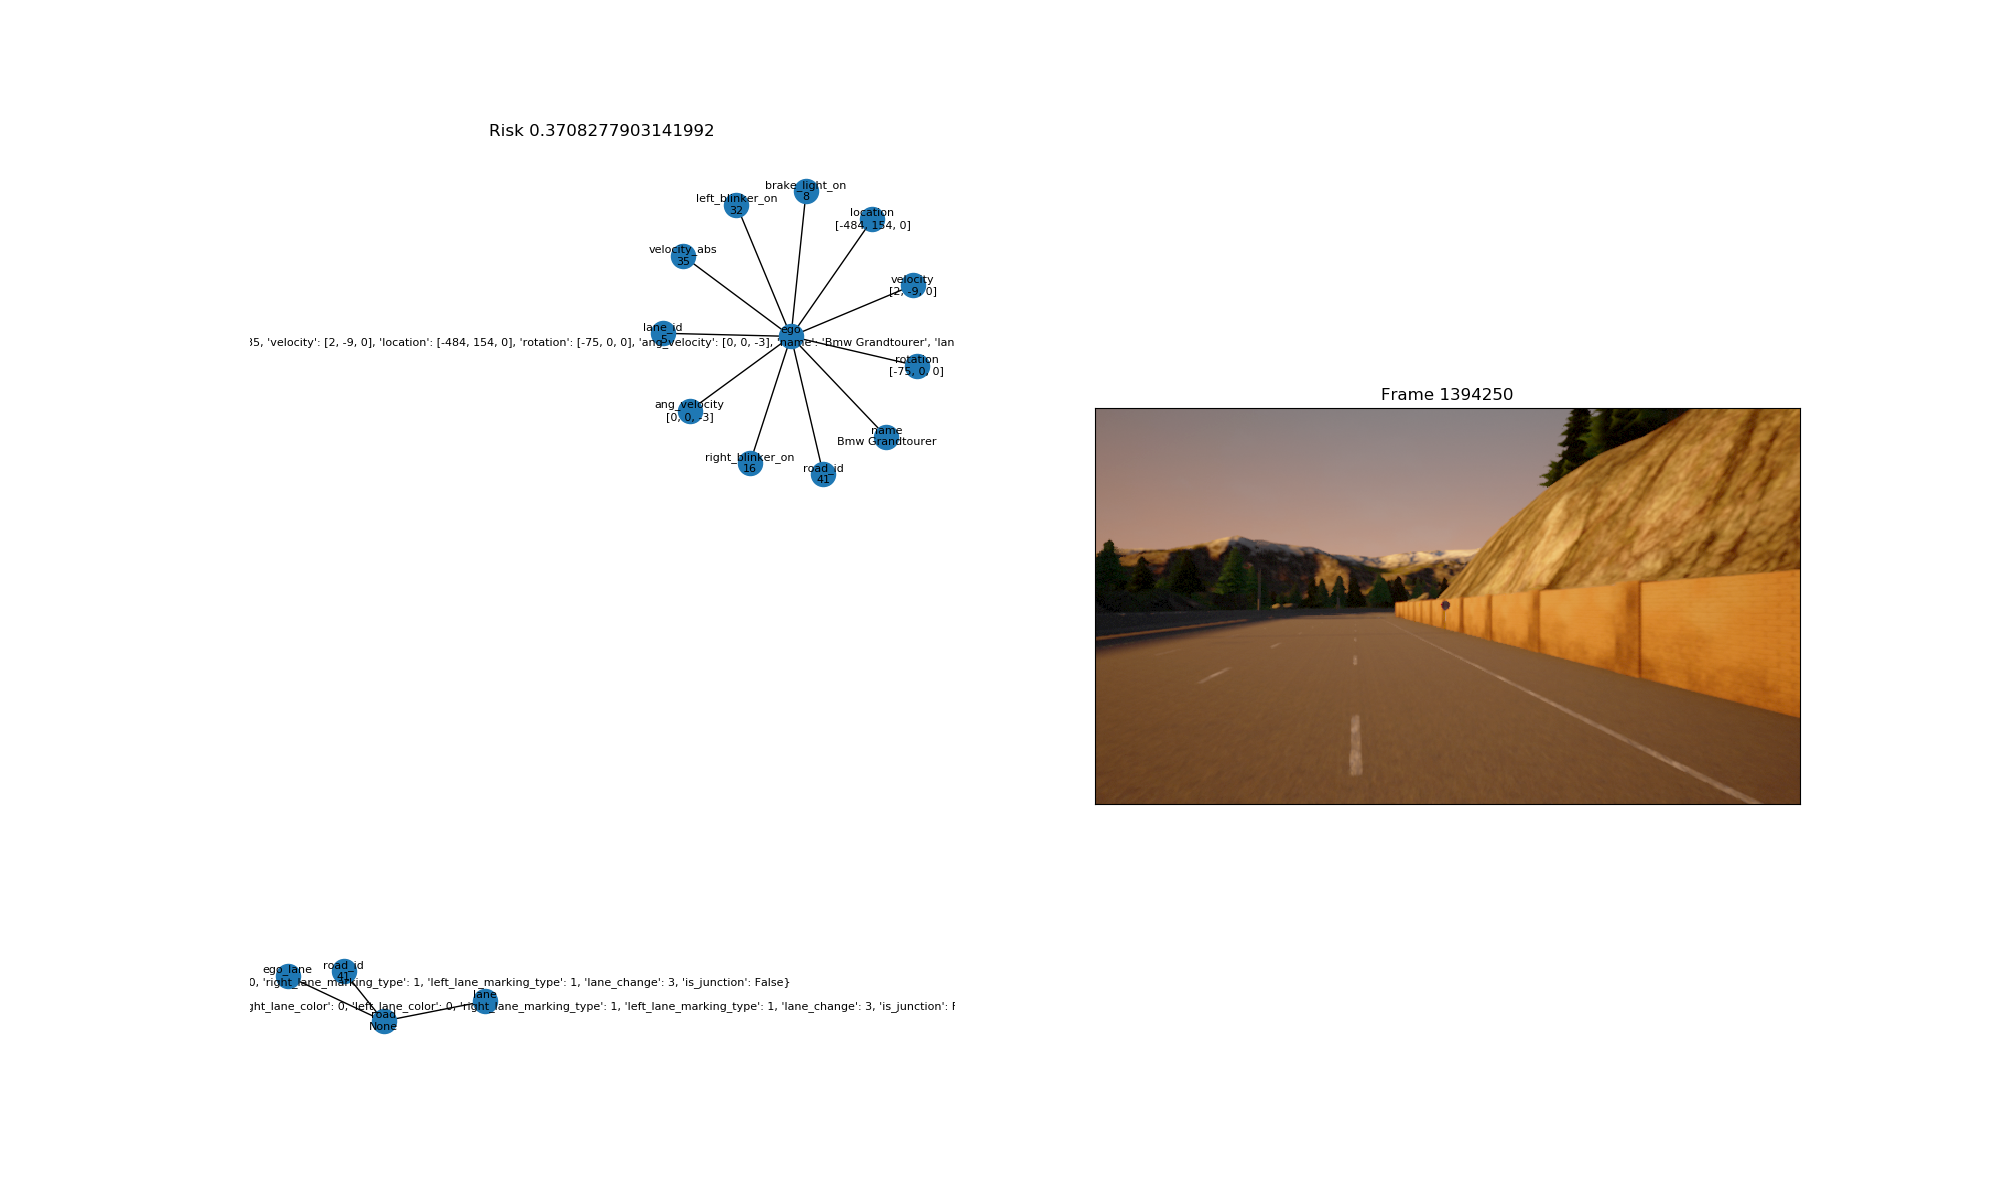 Risk 0.3708277903141992
brake_light_on
8
left_blinker_on
32
location
[-484, 154, 0]
velocity_abs
35
velocity
[2, -9, 0]
lane_id
5
ego
35, 'velocity': [2, -9, 0], 'location': [-484, 154, 0], 'rotation': [-75, 0, 0], 'ang_velocity': [0, 0, -3], 'name': 'Bmw Grandtourer', 'lan
rotation
[-75, 0, 0]
ang_velocity
[0, 0, -3]
name
Bmw Grandtourer
right_blinker_on
16
road_id
41
Frame 1394250
ego_lane
0, 'right_lane_marking_type': 1, 'left_lane_marking_type': 1, 'lane_change': 3, 'is_junction': False}
road_id
41
lane
ght_lane_color': 0, 'left_lane_color': 0, 'right_lane_marking_type': 1, 'left_lane_marking_type': 1, 'lane_change': 3, 'is_junction': F
road
None